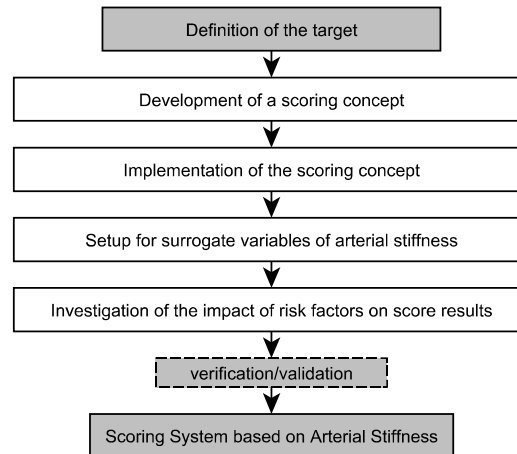 Definition of the target
Development of a scoring concept
Implementation of the scoring concept
Setup for surrogate variables of arterial stiffness
Investigation of the impact of risk factors on score results
verification/validation
Scoring System based on Arterial Stiffness